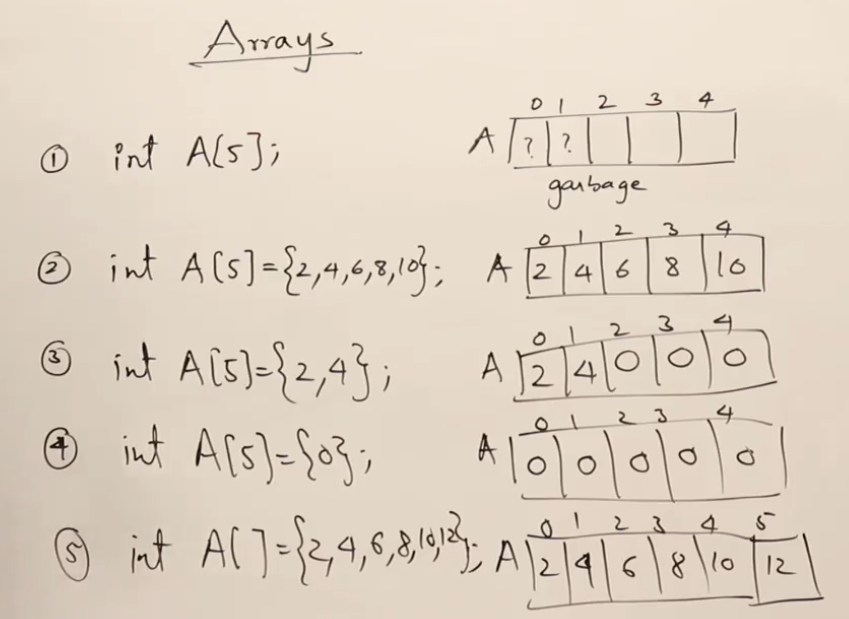 Arrays
0 1 2 3 4
① int A[5]; A ? ?
garbage
0 1 2 3 4
② int A[5]={2,4,6,8,10}; A 2 4 6 8 10
0 1 2 3 4
③ int A[5]={2,4}; A 2 4 0 0 0
0 1 2 3 4
④ int A[5]={0}; A 0 0 0 0 0
0 1 2 3 4 5
⑤ int A[]={2,4,6,8,10,12}; A 2 4 6 8 10 12